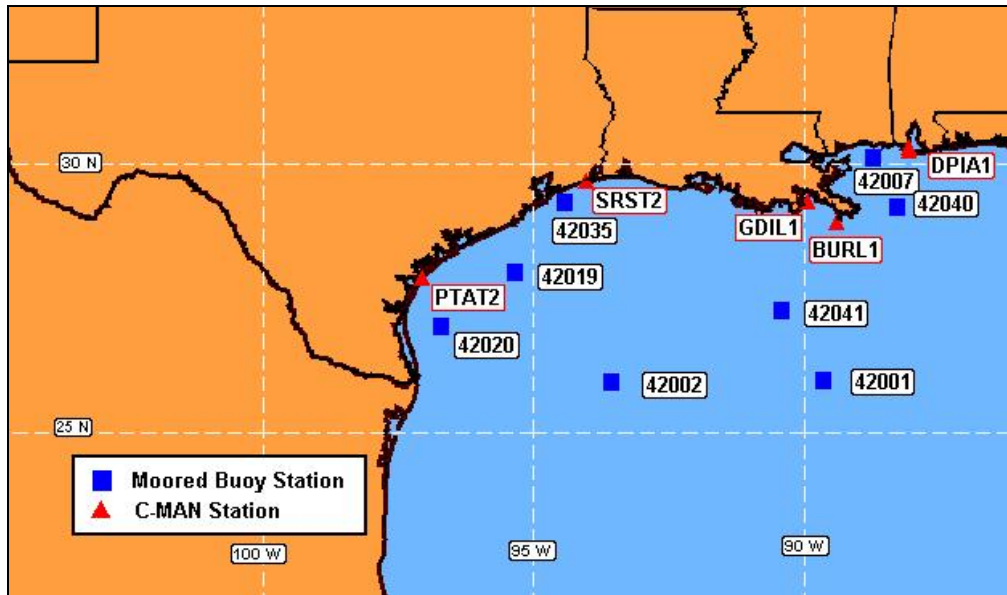 30 N
DPIA1
42007
SRST2
42040
42035
GDIL1
BURL1
42019
PTAT2
42041
42020
42002
42001
25 N
Moored Buoy Station
C-MAN Station
100 W
95 W
90 W